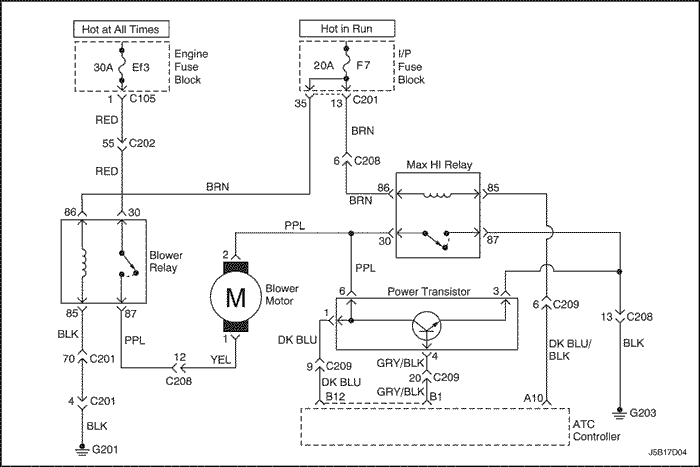 Hot at All Times
Hot in Run
30A Ef3
Engine
Fuse
Block
20A F7
I/P
Fuse
Block
1 C105
35 13 C201
RED
BRN
55 C202
6 C208
RED
Max HI Relay
BRN
86 85
BRN
86 30
PPL
30 87
Blower
Relay
2
PPL
Power Transistor
6 3
M
Blower
Motor
1
6 C209
85 87
1
13 C208
BLK PPL
DK BLU
4
GRY/BLK
DK BLU/
BLK
BLK
12
YEL
C208
70 C201
9 C209
20 C209
DK BLU
GRY/BLK
4 C201
B12 B1 A10
G203
BLK
ATC
Controller
G201
J5B17D04